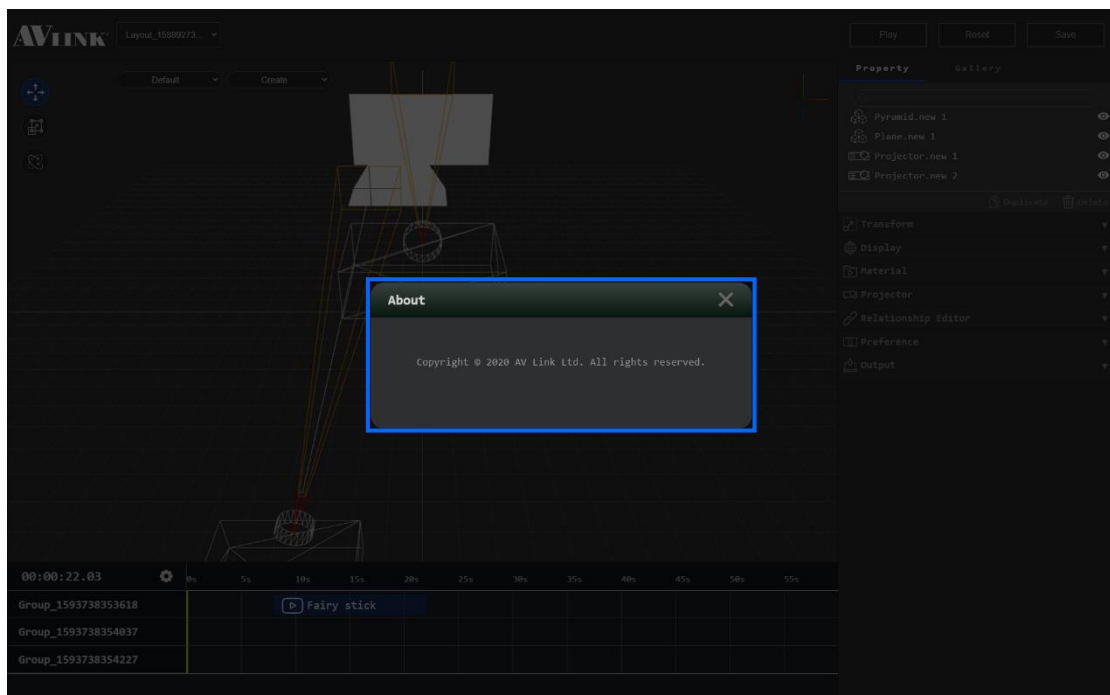 AVLINK
Layout_15889273... 
Play Reset Save
Default Create
Property Gallery
Pyramid.new 1
Plane.new 1
Projector.new 1
Projector.new 2
Duplicate Delete
Transform
Display
Material
Projector
Relationship Editor
Preference
Output
About
Copyright © 2020 AV Link Ltd. All rights reserved.
00:00:22.03 0s 5s 10s 15s 20s 25s 30s 35s 40s 45s 50s 55s
Group_1593738353618 Fairy stick
Group_1593738354037
Group_1593738354227